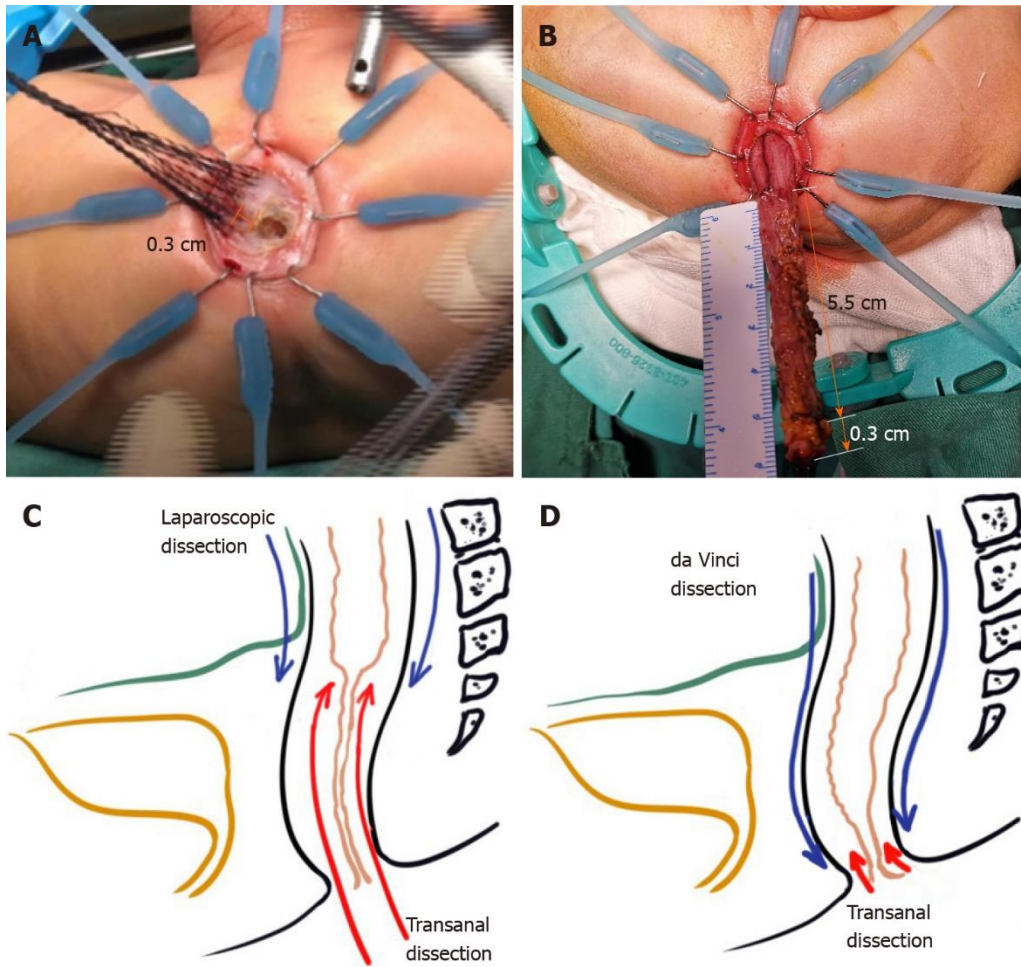 A
0.3 cm
B
5.5 cm
0.3 cm
C
Laparoscopic
dissection
Transanal
dissection
D
da Vinci
dissection
Transanal
dissection